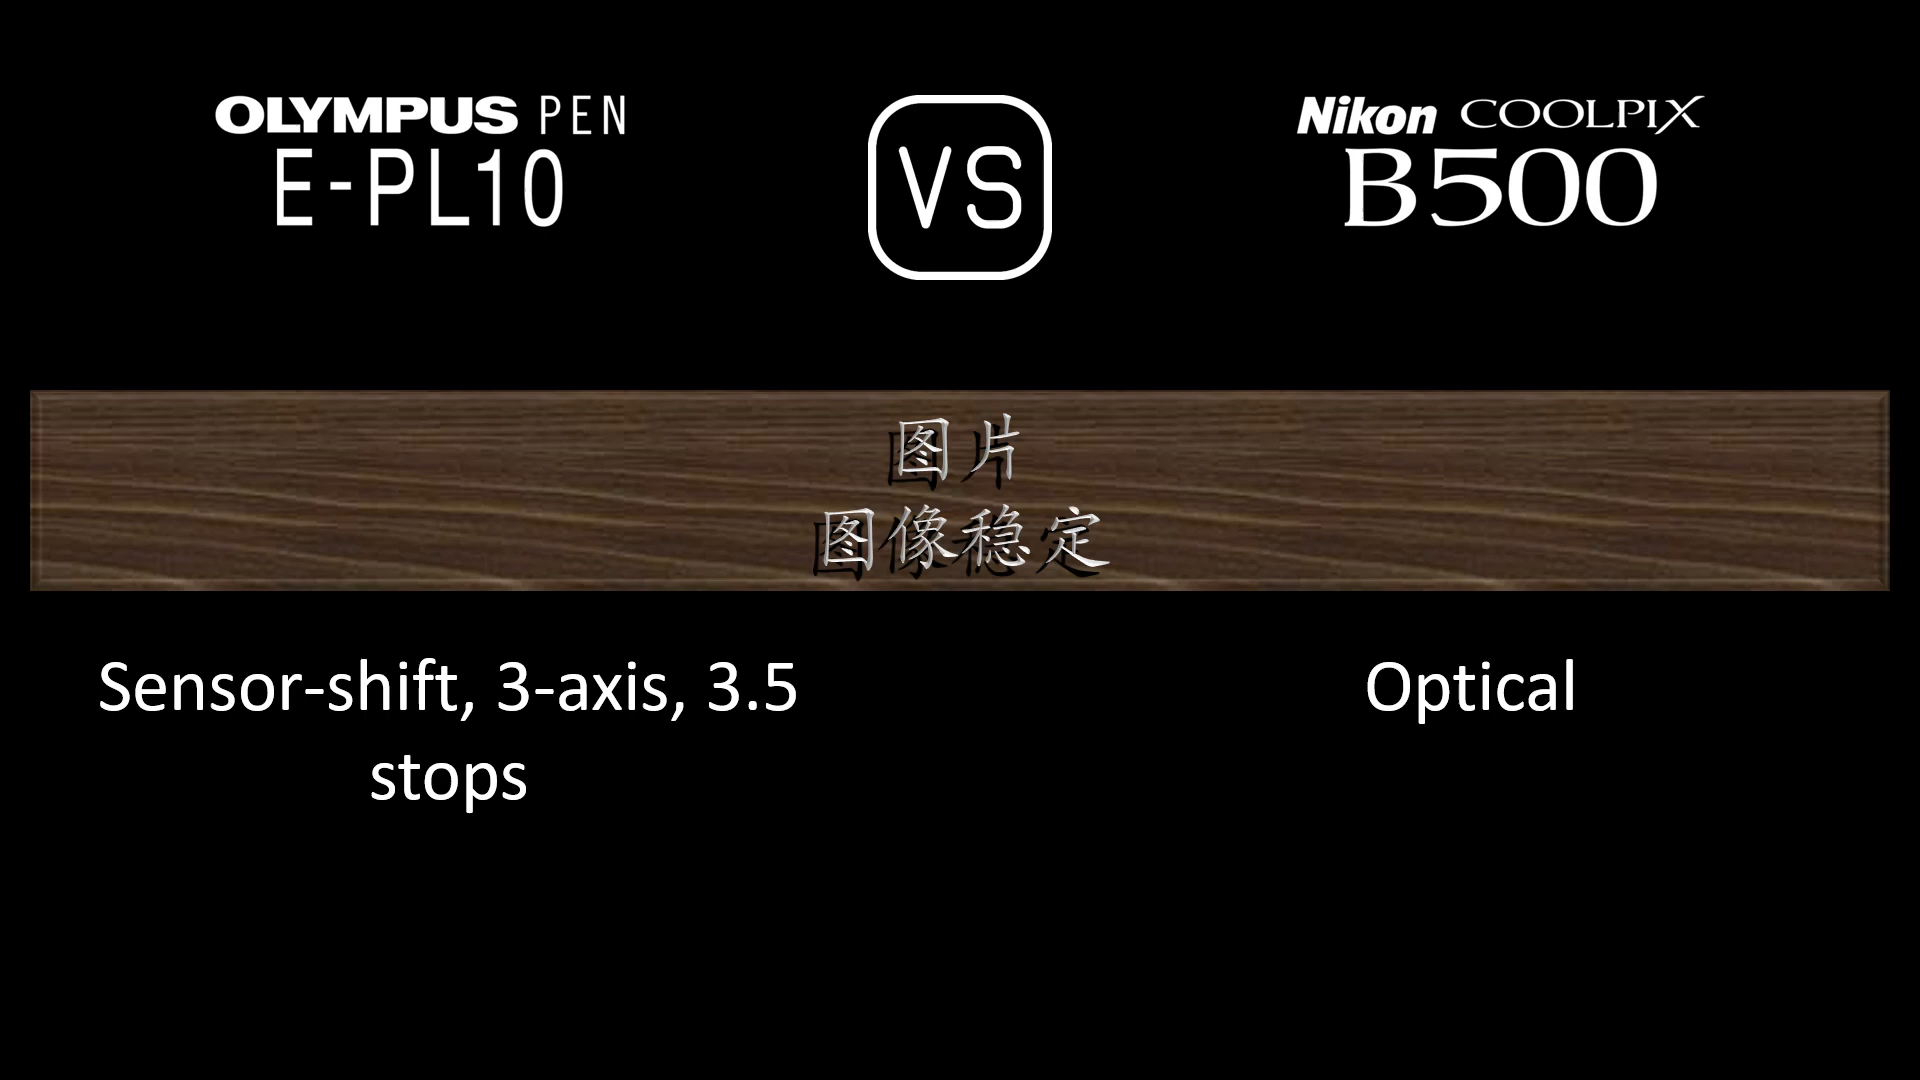 OLYMPUS PEN
E-PL10
VS
Nikon COOLPIX
B500
图片
图像稳定
Sensor-shift, 3-axis, 3.5
stops
Optical